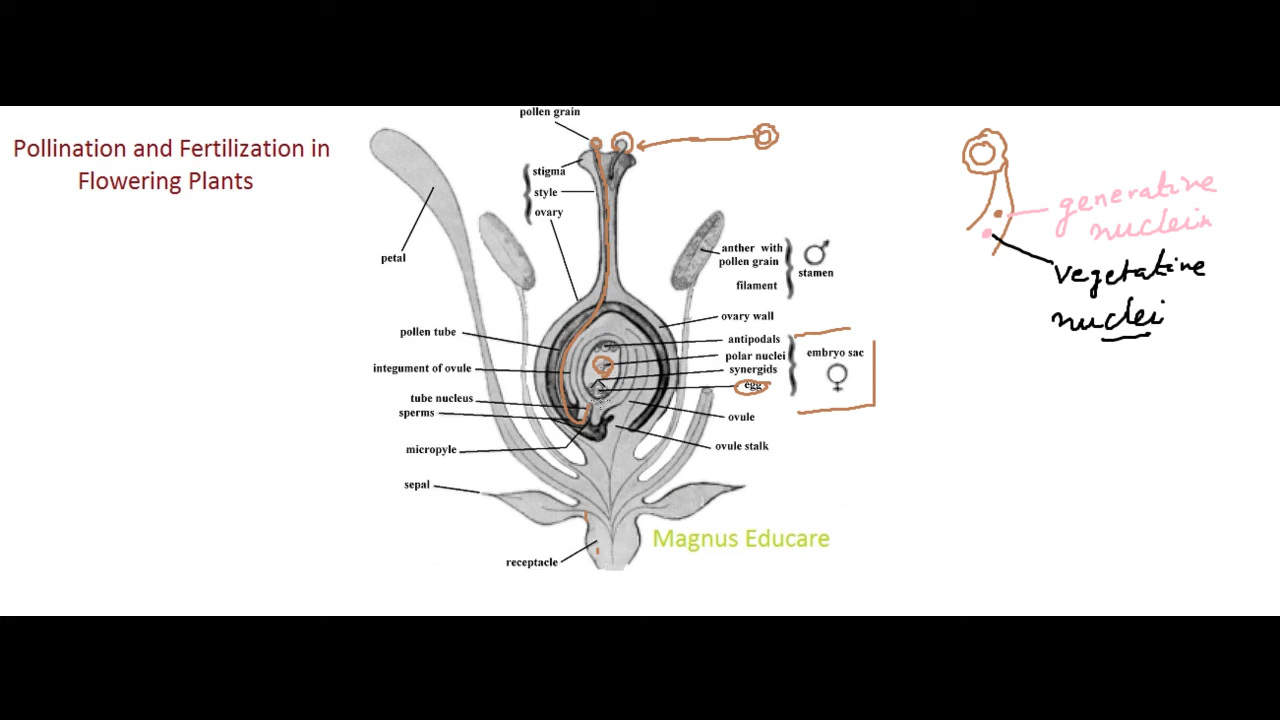 Pollination and Fertilization in
Flowering Plants
pollen grain
stigma
style
ovary
petal
anther with
pollen grain
filament
stamen
ovary wall
pollen tube
antipodals
polar nuclei
synergids
egg
embryo sac
integument of ovule
tube nucleus
sperms
ovule
micropyle
ovule stalk
sepal
receptacle
Magnus Educare
generative
nuclein
vegetative
nuclei